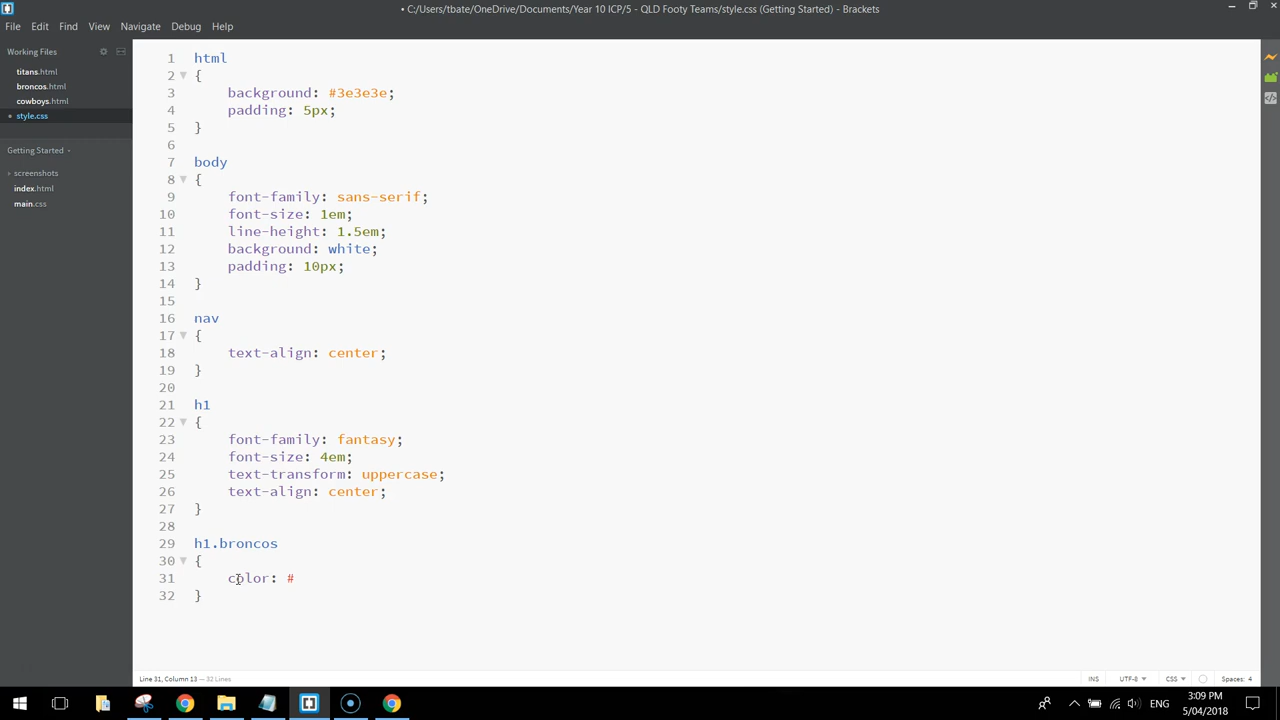 • C:/Users/tbate/OneDrive/Documents/Year 10 ICP/5 - QLD Footy Teams/style.css (Getting Started) - Brackets
File Edit Find View Navigate Debug Help
Working Files
titans.html
broncos.html
cowboys.html
style.css
Getting Started
screenshots
index.html
main.css
1 html
2 {
3 background: #3e3e3e;
4 padding: 5px;
5 }
6
7 body
8 {
9 font-family: sans-serif;
10 font-size: 1em;
11 line-height: 1.5em;
12 background: white;
13 padding: 10px;
14 }
15
16 nav
17 {
18 text-align: center;
19 }
20
21 h1
22 {
23 font-family: fantasy;
24 font-size: 4em;
25 text-transform: uppercase;
26 text-align: center;
27 }
28
29 h1.broncos
30 {
31 color: #
32 }
Line 31, Column 13 — 32 Lines
INS UTF-8 CSS Spaces: 4
ENG
3:09 PM
5/04/2018